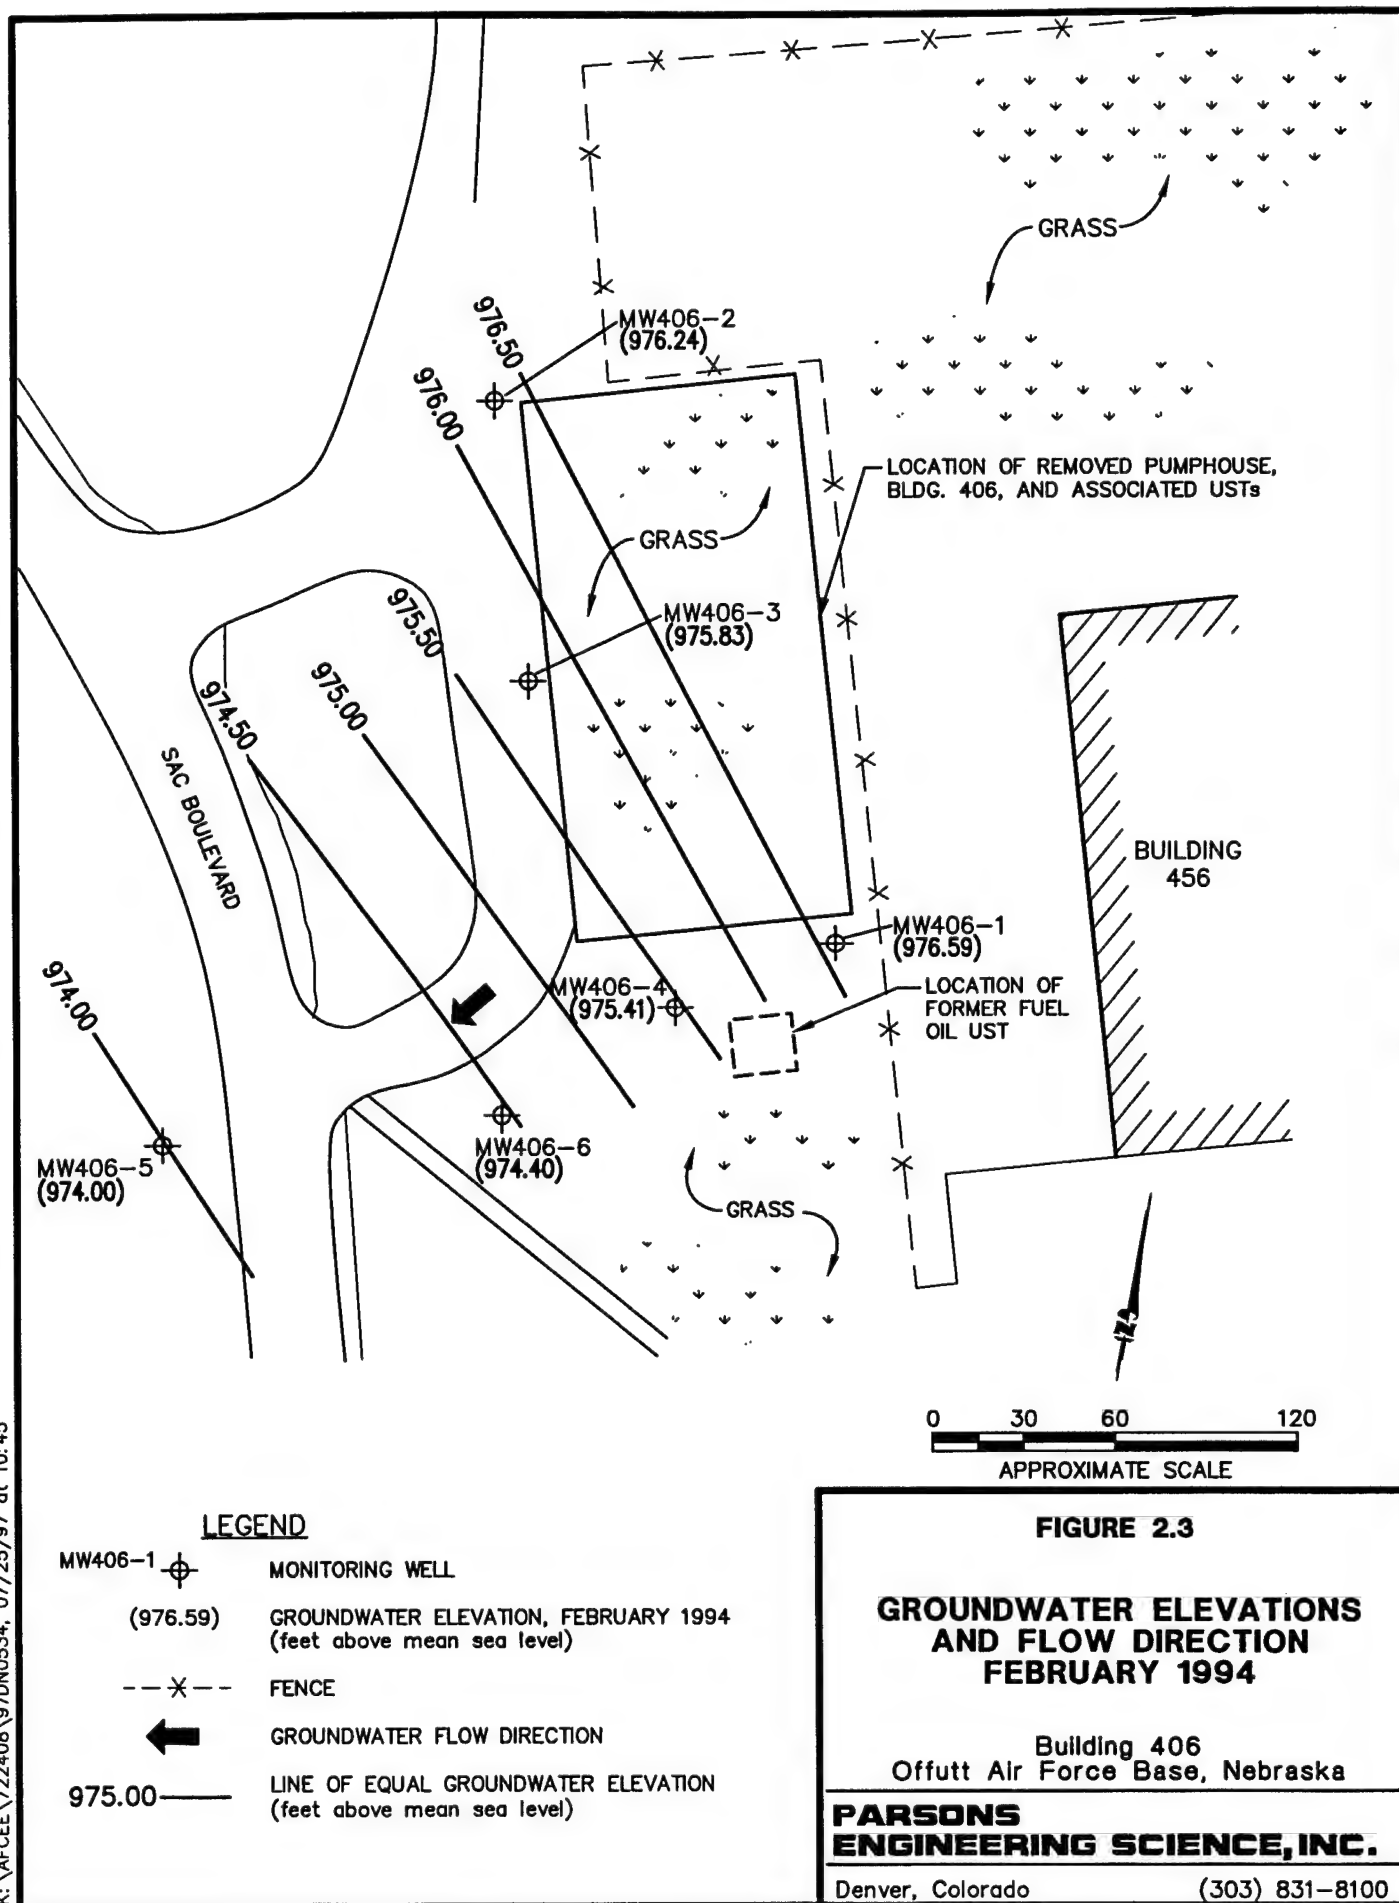 976.50
MW406-2
(976.24)
976.00
GRASS
LOCATION OF REMOVED PUMPHOUSE,
BLDG. 406, AND ASSOCIATED USTs
GRASS
975.50
MW406-3
(975.83)
975.00
974.50
SAC BOULEVARD
BUILDING
456
MW406-1
(976.59)
974.00
MW406-4
(975.41)
LOCATION OF
FORMER FUEL
OIL UST
MW406-5
(974.00)
MW406-6
(974.40)
GRASS
0 30 60 120
APPROXIMATE SCALE
LEGEND
MW406-1
MONITORING WELL
(976.59)
GROUNDWATER ELEVATION, FEBRUARY 1994
(feet above mean sea level)
FENCE
GROUNDWATER FLOW DIRECTION
975.00
LINE OF EQUAL GROUNDWATER ELEVATION
(feet above mean sea level)
FIGURE 2.3
GROUNDWATER ELEVATIONS
AND FLOW DIRECTION
FEBRUARY 1994
Building 406
Offutt Air Force Base, Nebraska
PARSONS
ENGINEERING SCIENCE, INC.
Denver, Colorado (303) 831-8100